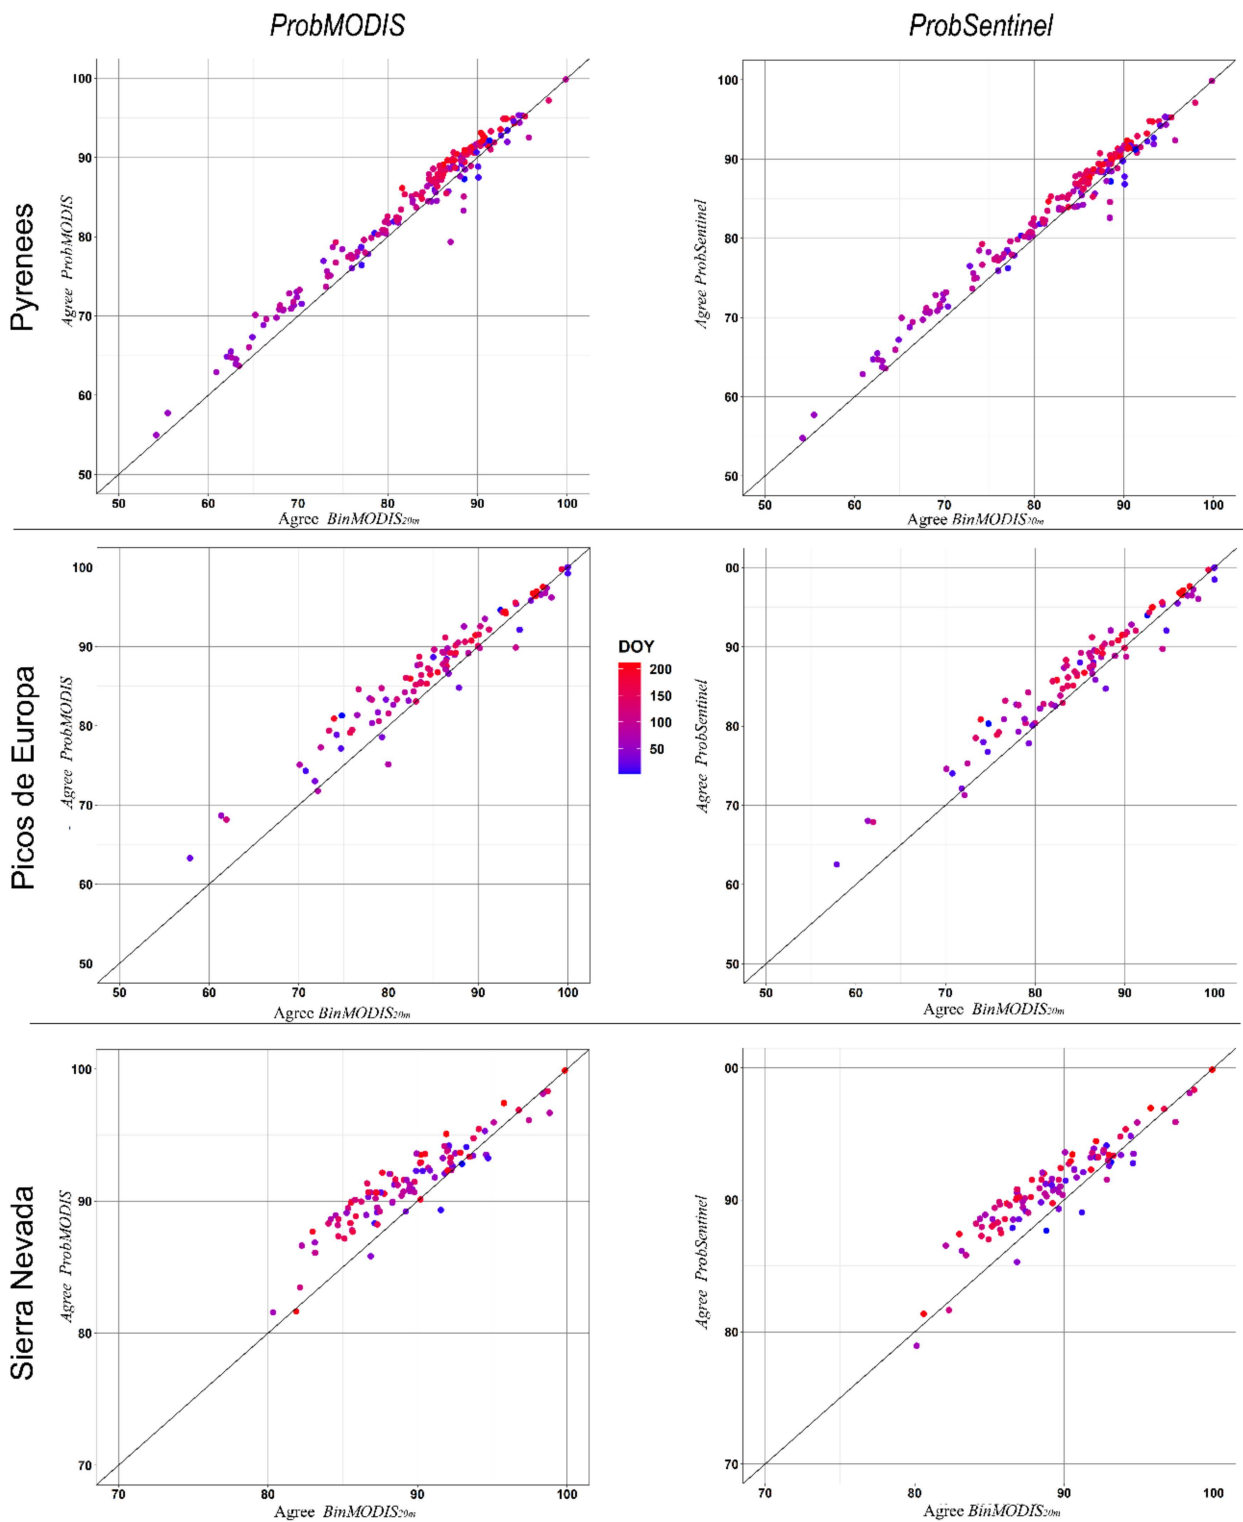 ProbMODIS
ProbSentinel
Pyrenees
Agree ProbMODIS
100
90
80
70
60
50
50 60 70 80 90 100
Agree BinMODIS20m
Agree ProbSentinel
100
90
80
70
60
50
50 60 70 80 90 100
Agree BinMODIS20m
Picos de Europa
- Agree ProbMODIS
100
90
80
70
60
50
50 60 70 80 90 100
Agree BinMODIS20m
DOY
200
150
100
50
Agree ProbSentinel
00
90
80
70
60
50
50 60 70 80 90 100
Agree BinMODIS20m
Sierra Nevada
Agree ProbMODIS
100
90
80
70
70 80 90 100
Agree BinMODIS20m
Agree ProbSentinel
00
90
80
70
70 80 90 100
Agree BinMODIS20m